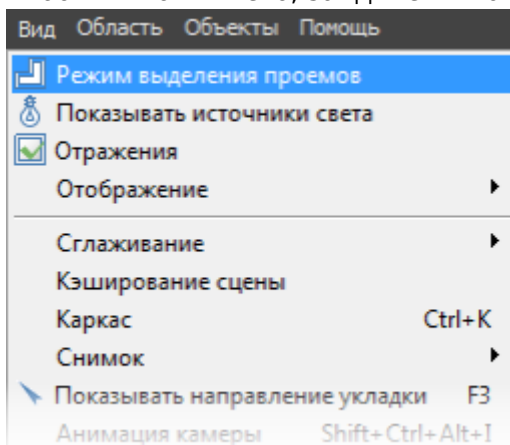 Вид Область Объекты Помощь
Режим выделения проемов
Показывать источники света
Отражения
Отображение
Сглаживание
Кэширование сцены
Каркас Ctrl+K
Снимок
Показывать направление укладки F3
Анимация камеры Shift+Ctrl+Alt+I